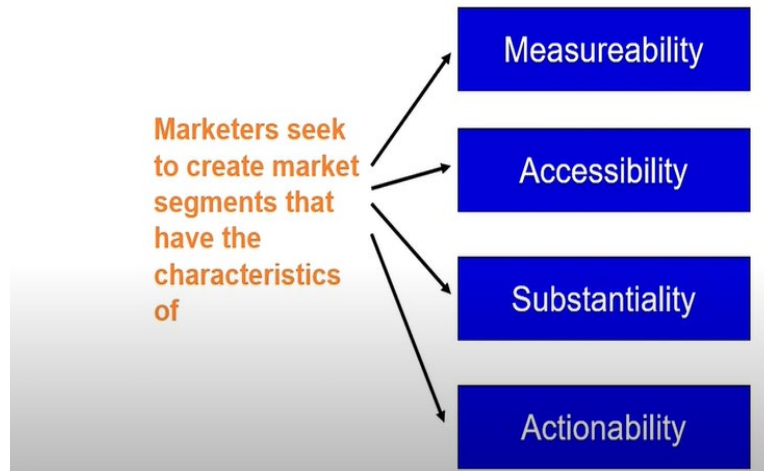 Marketers seek
to create market
segments that
have the
characteristics
of
Measureability
Accessibility
Substantiality
Actionability